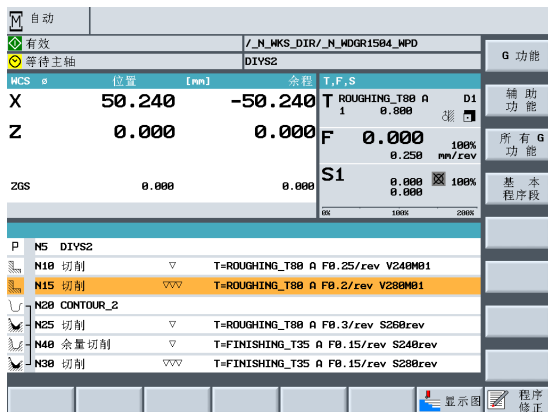 M 自动
有效 /_N_WKS_DIR/_N_WDGR1504_WPD
等待主轴 DIYS2
G 功能
WCS ø 位置 [mm] 余程 T,F,S
X 50.240 -50.240 T ROUGHING_T80 A D1
1 0.800
辅助
功能
Z 0.000 0.000 F 0.000 100%
0.250 mm/rev
所有 G
功能
S1 0.000 100%
ZGS 0.000 0.000 0.000
基 本
程序段
0% 100% 200%
P N5 DIYS2
N10 切削 ▽ T=ROUGHING_T80 A F0.25/rev V240M01
N15 切削 ▽▽▽ T=ROUGHING_T80 A F0.2/rev V280M01
N20 CONTOUR_2
N25 切削 ▽ T=ROUGHING_T80 A F0.3/rev S260rev
N40 余量切削 ▽ T=FINISHING_T35 A F0.15/rev S240rev
N30 切削 ▽▽▽ T=FINISHING_T35 A F0.15/rev S280rev
显示图
程序
修正